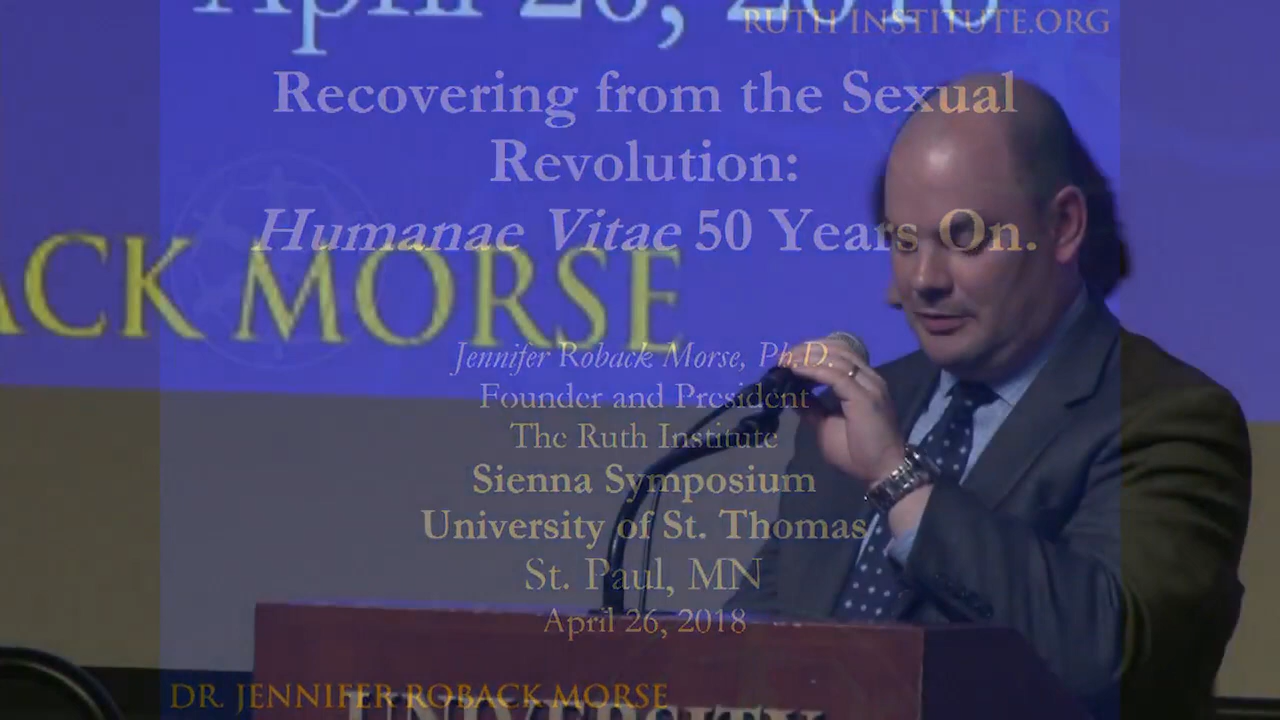 April 26, 2018
RUTH INSTITUTE.ORG
Recovering from the Sexual
Revolution:
Humanae Vitae 50 Years On.
ACK MORSE
Jennifer Roback Morse, Ph.D.
Founder and President
The Ruth Institute
Sienna Symposium
University of St. Thomas
St. Paul, MN
April 26, 2018
DR. JENNIFER ROBACK MORSE
UNIVERSITY